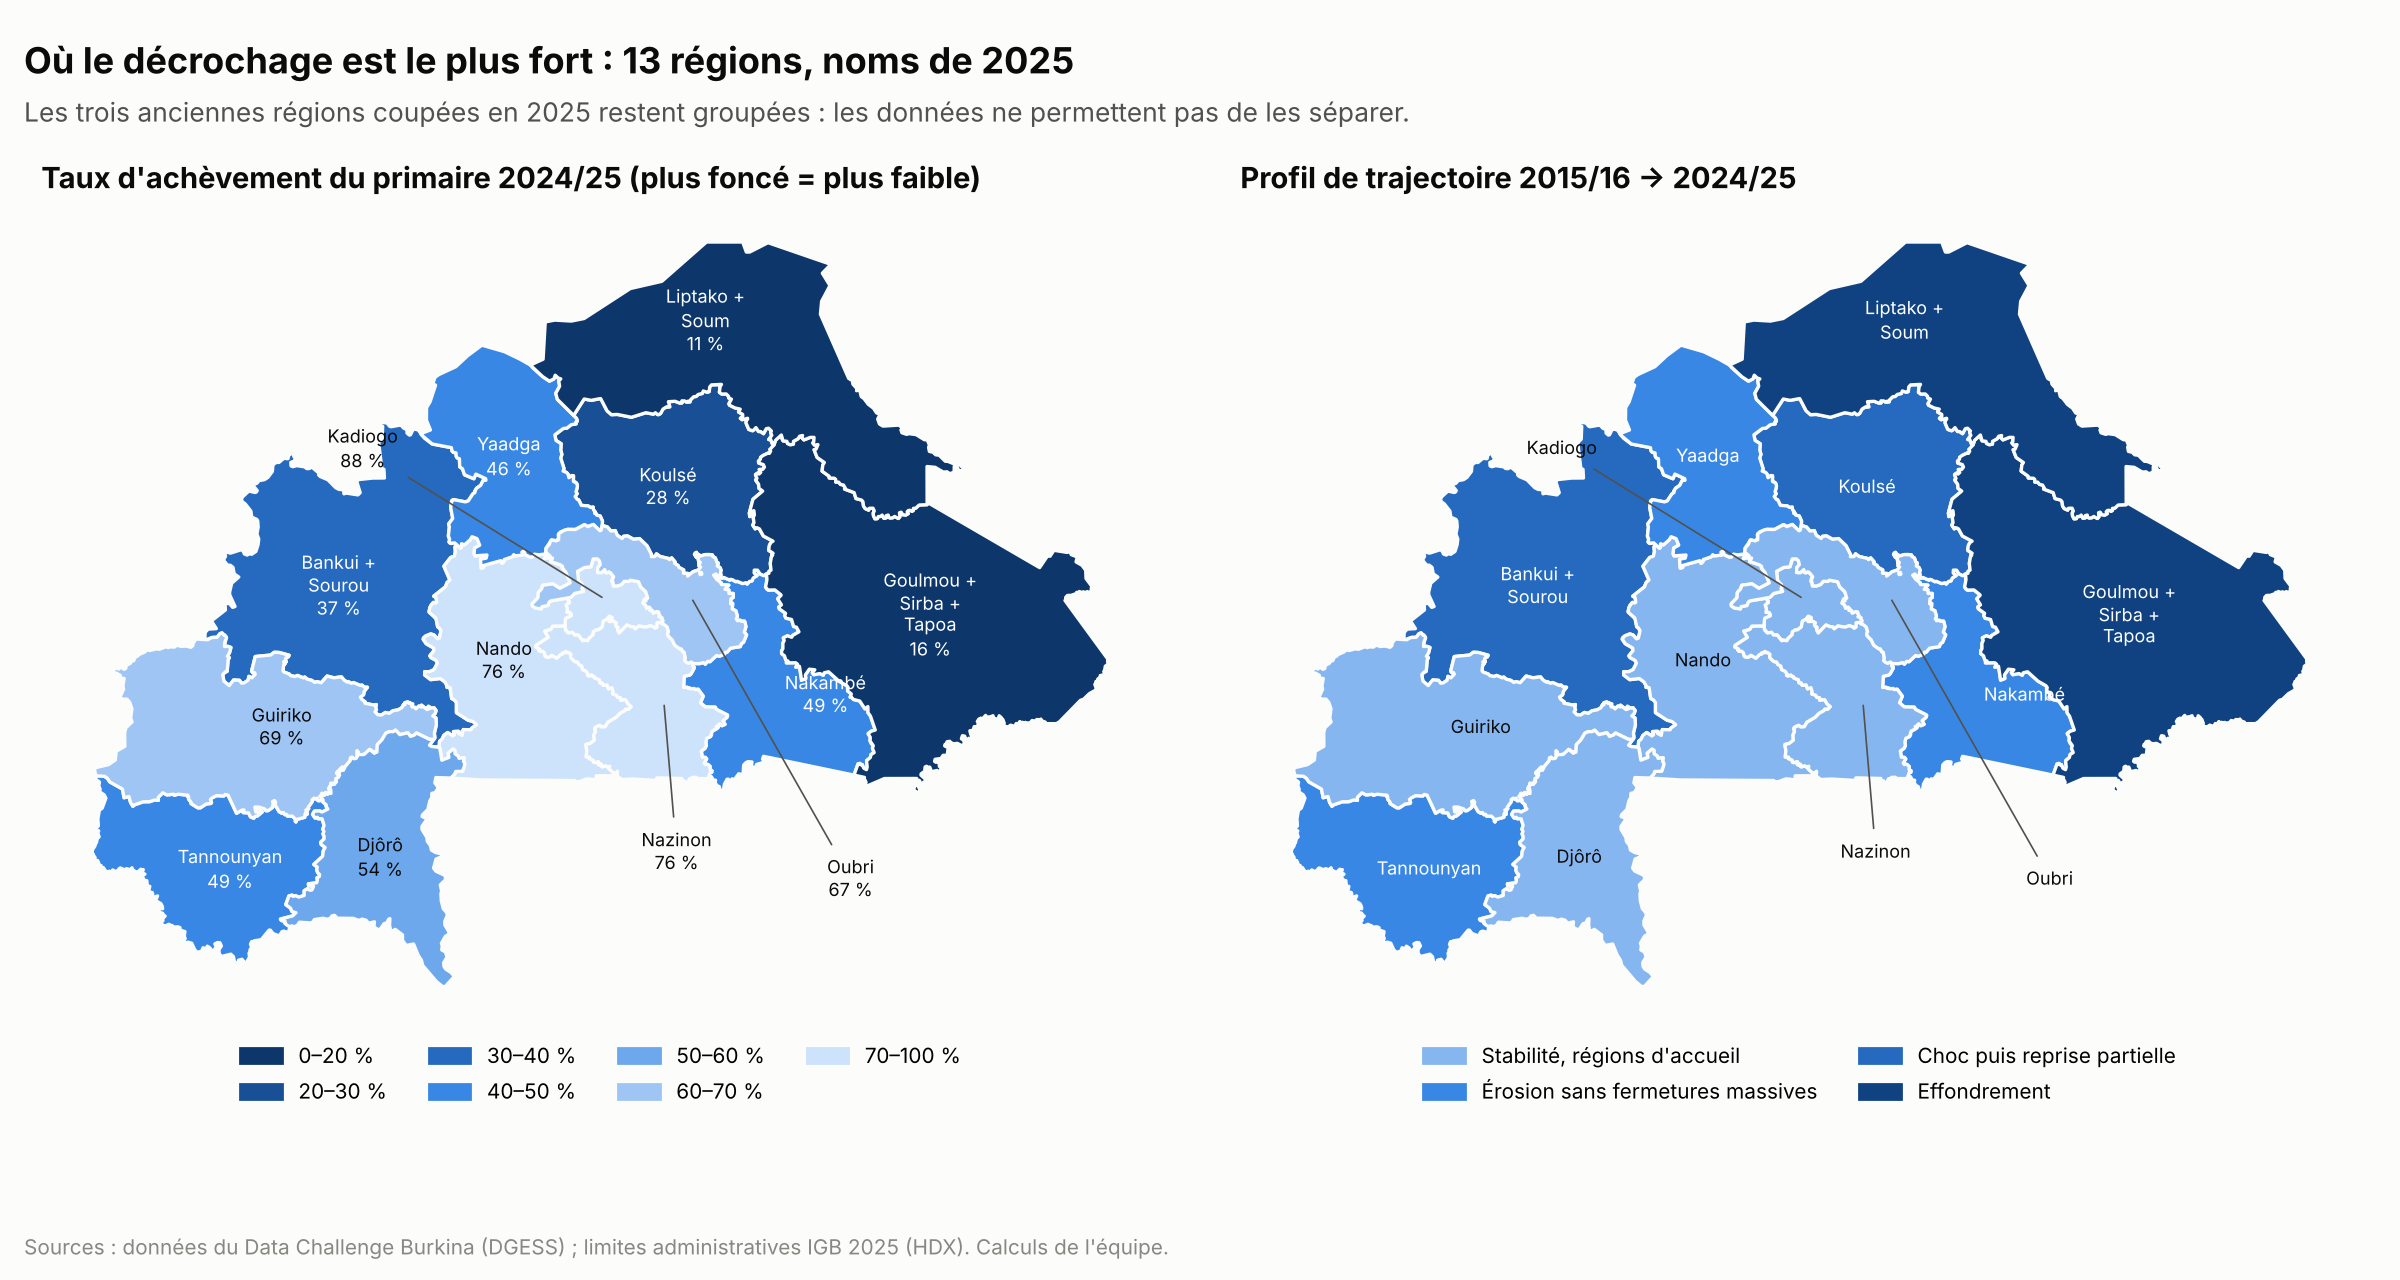 Où le décrochage est le plus fort : 13 régions, noms de 2025
Les trois anciennes régions coupées en 2025 restent groupées : les données ne permettent pas de les séparer.
Taux d'achèvement du primaire 2024/25 (plus foncé = plus faible)
Liptako +
Soum
11 %
Kadiogo
88 %
Yaadga
46 %
Koulsé
28 %
Bankui +
Sourou
37 %
Goulmou +
Sirba +
Tapoa
16 %
Nando
76 %
Nakambé
49 %
Guiriko
69 %
Djôrô
54 %
Tannounyan
49 %
Nazinon
76 %
Oubri
67 %
0–20 %
20–30 %
30–40 %
40–50 %
50–60 %
60–70 %
70–100 %
Profil de trajectoire 2015/16 → 2024/25
Liptako +
Soum
Kadiogo
Yaadga
Koulsé
Bankui +
Sourou
Goulmou +
Sirba +
Tapoa
Nando
Nakambé
Guiriko
Djôrô
Tannounyan
Nazinon
Oubri
Stabilité, régions d'accueil
Érosion sans fermetures massives
Choc puis reprise partielle
Effondrement
Sources : données du Data Challenge Burkina (DGESS) ; limites administratives IGB 2025 (HDX). Calculs de l'équipe.